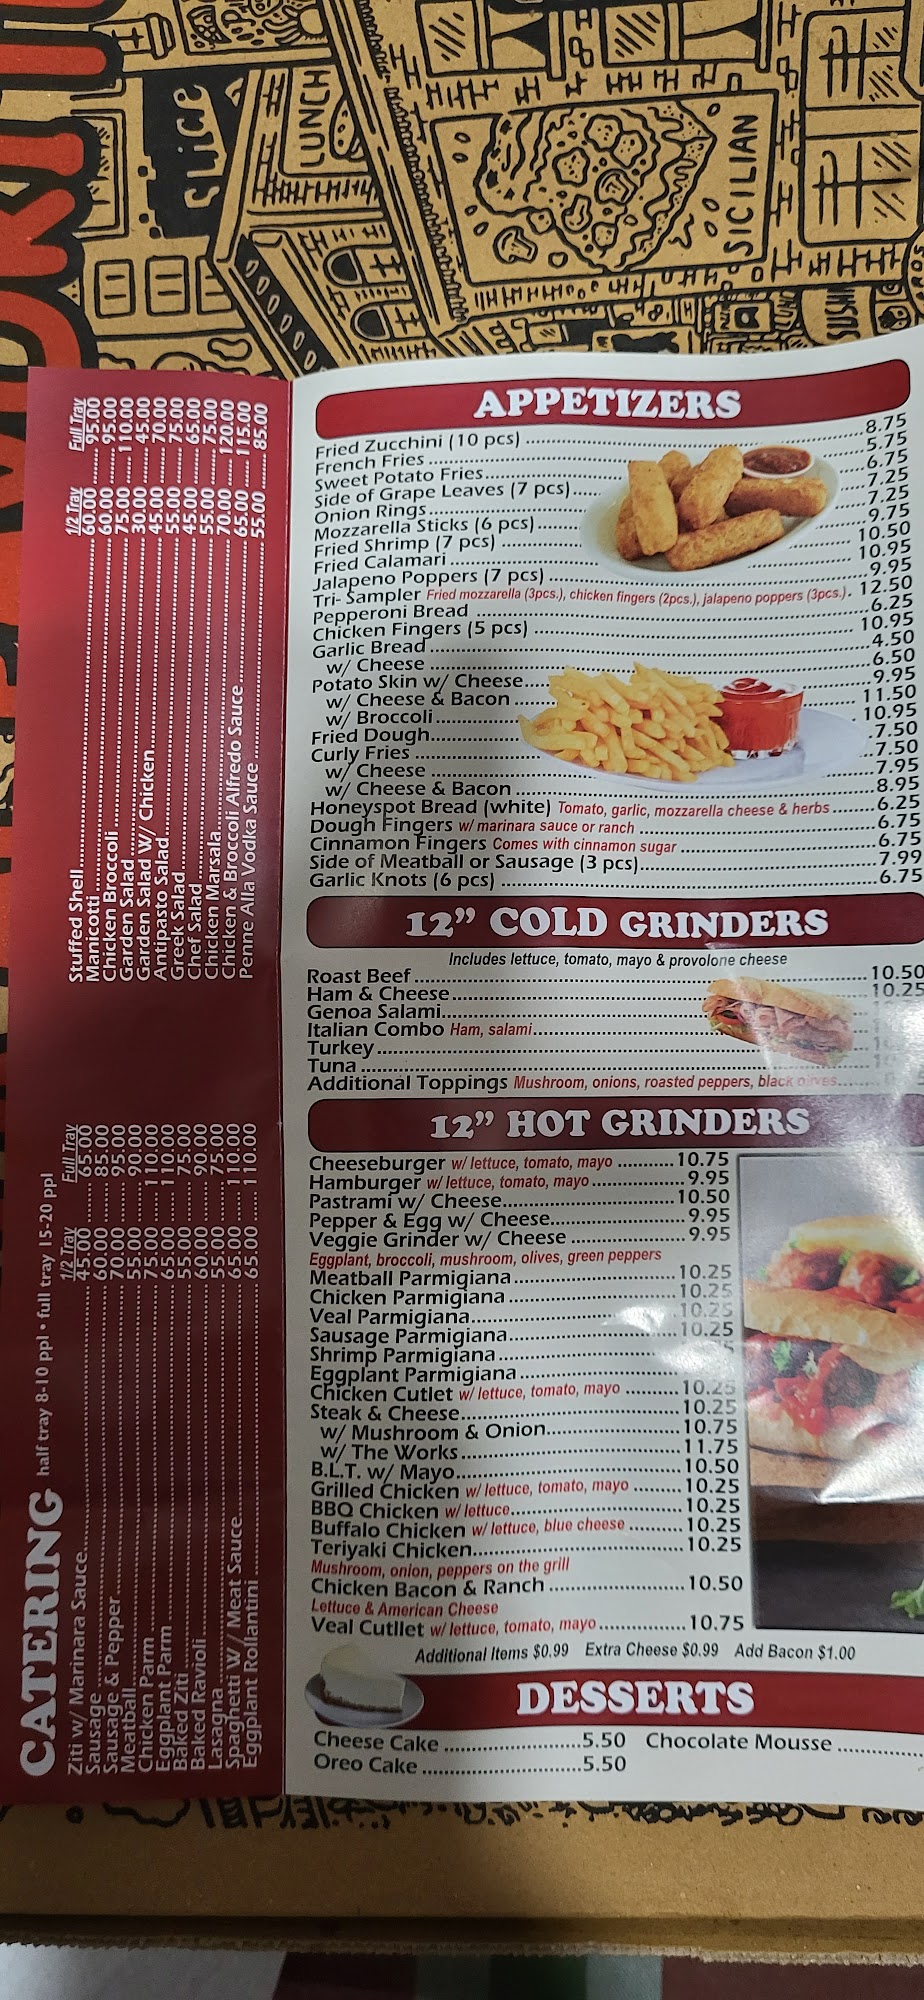 SLICE
LUNCH
SICILIAN
SUSHI
APPETIZERS
Fried Zucchini (10 pcs) 8.75
French Fries 5.75
Sweet Potato Fries 6.75
Side of Grape Leaves (7 pcs) 7.25
Onion Rings 7.25
Mozzarella Sticks (6 pcs) 9.75
Fried Shrimp (7 pcs) 10.50
Fried Calamari 10.95
Jalapeno Poppers (7 pcs) 9.95
Tri- Sampler Fried mozzarella (3pcs.), chicken fingers (2pcs.), jalapeno poppers (3pcs.). 12.50
Pepperoni Bread 6.25
Chicken Fingers (5 pcs) 10.95
Garlic Bread 4.50
w/ Cheese 6.50
Potato Skin w/ Cheese 9.95
w/ Cheese & Bacon 11.50
w/ Broccoli 10.95
Fried Dough 7.50
Curly Fries 7.50
w/ Cheese 7.95
w/ Cheese & Bacon 8.95
Honeyspot Bread (white) Tomato, garlic, mozzarella cheese & herbs 6.25
Dough Fingers w/ marinara sauce or ranch 6.75
Cinnamon Fingers Comes with cinnamon sugar 6.75
Side of Meatball or Sausage (3 pcs) 7.99
Garlic Knots (6 pcs) 6.75
12” COLD GRINDERS
Includes lettuce, tomato, mayo & provolone cheese
Roast Beef 10.50
Ham & Cheese 10.25
Genoa Salami
Italian Combo Ham, salami
Turkey
Tuna
Additional Toppings Mushroom, onions, roasted peppers, black olives
12” HOT GRINDERS
Cheeseburger w/ lettuce, tomato, mayo 10.75
Hamburger w/ lettuce, tomato, mayo 9.95
Pastrami w/ Cheese 10.50
Pepper & Egg w/ Cheese 9.95
Veggie Grinder w/ Cheese 9.95
Eggplant, broccoli, mushroom, olives, green peppers
Meatball Parmigiana 10.25
Chicken Parmigiana 10.25
Veal Parmigiana 10.25
Sausage Parmigiana 10.25
Shrimp Parmigiana
Eggplant Parmigiana
Chicken Cutlet w/ lettuce, tomato, mayo 10.25
Steak & Cheese 10.25
w/ Mushroom & Onion 10.75
w/ The Works 11.75
B.L.T. w/ Mayo 10.50
Grilled Chicken w/ lettuce, tomato, mayo 10.25
BBQ Chicken w/ lettuce 10.25
Buffalo Chicken w/ lettuce, blue cheese 10.25
Teriyaki Chicken 10.25
Mushroom, onion, peppers on the grill
Chicken Bacon & Ranch 10.50
Lettuce & American Cheese
Veal Cutllet w/ lettuce, tomato, mayo 10.75
Additional Items $0.99 Extra Cheese $0.99 Add Bacon $1.00
DESSERTS
Cheese Cake 5.50 Chocolate Mousse
Oreo Cake 5.50
CATERING half tray 8-10 ppl • full tray 15-20 ppl
1/2 Tray Full Tray
Ziti w/ Marinara Sauce 45.00 65.00
Sausage 60.00 85.00
Sausage & Pepper 70.00 95.00
Meatball 55.00 90.00
Chicken Parm 75.00 110.00
Eggplant Parm 65.00 110.00
Baked Ziti 55.00 75.00
Baked Ravioli 60.00 90.00
Lasagna 55.00 75.00
Spaghetti W / Meat Sauce 65.00 110.00
Eggplant Rollantini 65.00 110.00
1/2 Tray Full Tray
Stuffed Shell 60.00 95.00
Manicotti 60.00 95.00
Chicken Broccoli 75.00 110.00
Garden Salad 30.00 45.00
Garden Salad W / Chicken 45.00 70.00
Antipasto Salad 55.00 75.00
Greek Salad 45.00 65.00
Chef Salad 55.00 75.00
Chicken Marsala 70.00 120.00
Chicken & Broccoli Alfredo Sauce 65.00 115.00
Penne Alla Vodka Sauce 55.00 85.00